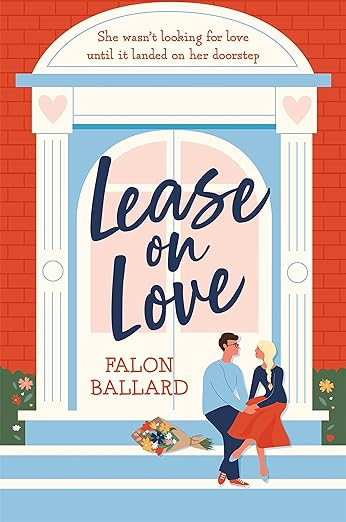 She wasn't looking for love
until it landed on her doorstep
Lease
on
Love
FALON
BALLARD